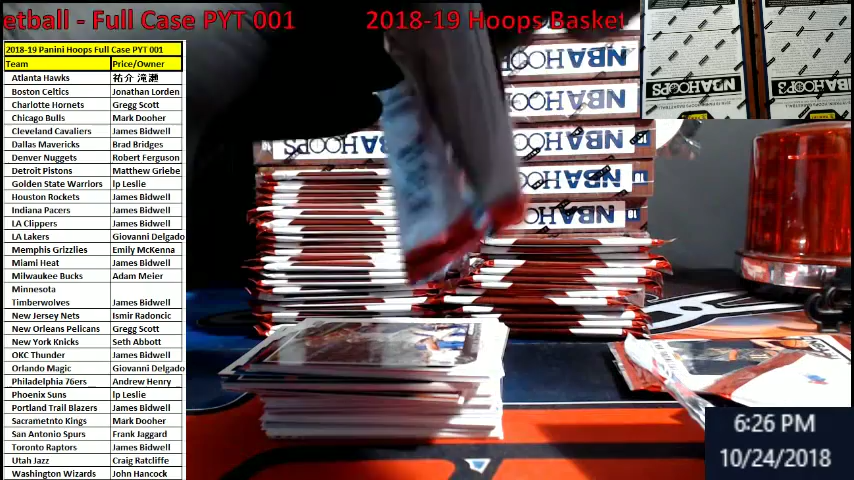 etball - Full Case PYT 001 2018-19 Hoops Basket
2018-19 Panini Hoops Full Case PYT 001
Team Price/Owner
Atlanta Hawks 祐介 滝瀬
Boston Celtics Jonathan Lorden
Charlotte Hornets Gregg Scott
Chicago Bulls Mark Dooher
Cleveland Cavaliers James Bidwell
Dallas Mavericks Brad Bridges
Denver Nuggets Robert Ferguson
Detroit Pistons Matthew Griebe
Golden State Warriors lp Leslie
Houston Rockets James Bidwell
Indiana Pacers James Bidwell
LA Clippers James Bidwell
LA Lakers Giovanni Delgado
Memphis Grizzlies Emily McKenna
Miami Heat James Bidwell
Milwaukee Bucks Adam Meier
Minnesota
Timberwolves James Bidwell
New Jersey Nets Ismir Radoncic
New Orleans Pelicans Gregg Scott
New York Knicks Seth Abbott
OKC Thunder James Bidwell
Orlando Magic Giovanni Delgado
Philadelphia 76ers Andrew Henry
Phoenix Suns lp Leslie
Portland Trail Blazers James Bidwell
Sacrametnto Kings Mark Dooher
San Antonio Spurs Frank Jaggard
Toronto Raptors James Bidwell
Utah Jazz Craig Ratcliffe
Washington Wizards John Hancock
NBA HOOPS
NBA HOOPS
NBA HOOPS
NBA HOOPS
NBA HOOPS
NBA HOOPS
NBA HOOPS
NBA HOOPS
6:26 PM
10/24/2018